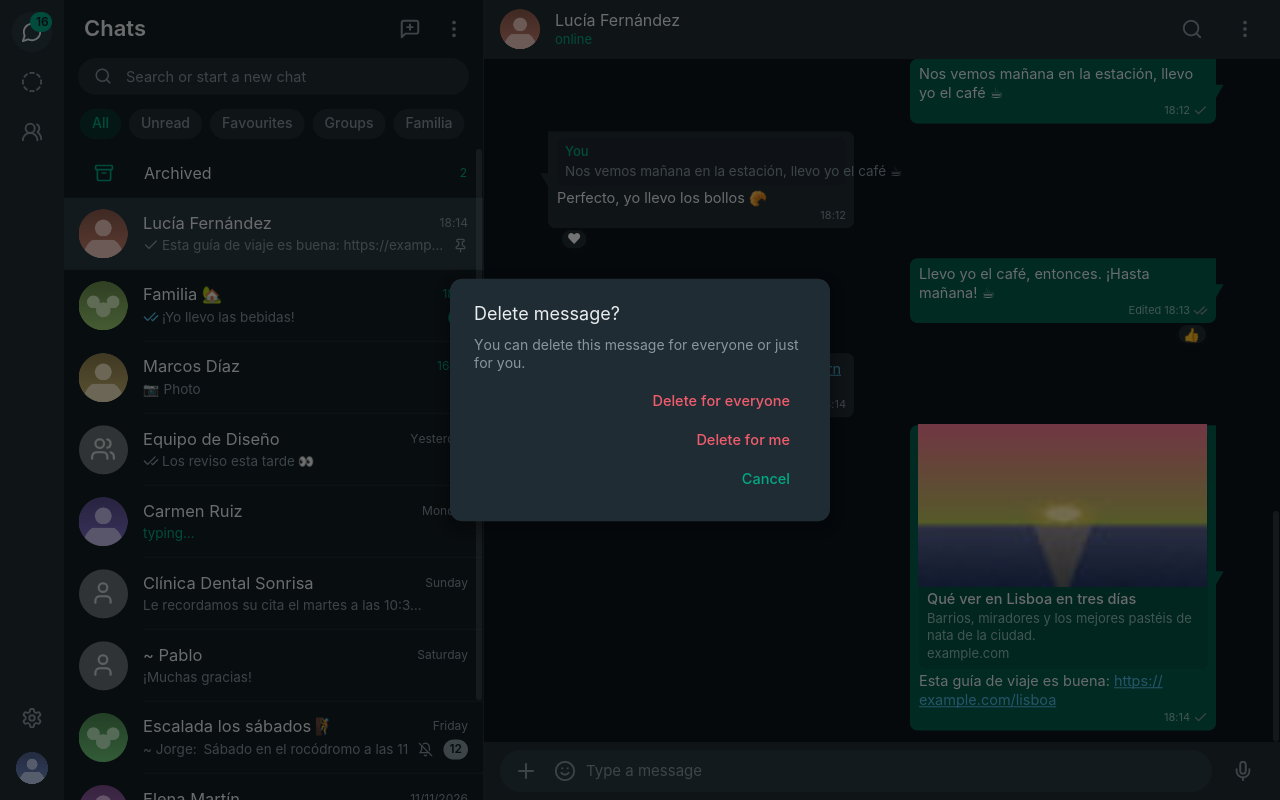 16
Chats
Search or start a new chat
All
Unread
Favourites
Groups
Familia
Archived
2
Lucía Fernández
18:14
Esta guía de viaje es buena: https://examp...
Familia 🏡
¡Yo llevo las bebidas!
Marcos Díaz
📷 Photo
Equipo de Diseño
Los reviso esta tarde 👀
Carmen Ruiz
typing...
Clínica Dental Sonrisa
Sunday
Le recordamos su cita el martes a las 10:3...
~ Pablo
Saturday
¡Muchas gracias!
Escalada los sábados 🧗
Friday
~ Jorge: Sábado en el rocódromo a las 11
12
Elena Martín
11/11/2026
Lucía Fernández
online
Nos vemos mañana en la estación, llevo
yo el café ☕
18:12
You
Nos vemos mañana en la estación, llevo yo el café ☕
Perfecto, yo llevo los bollos 🥐
18:12
Llevo yo el café, entonces. ¡Hasta
mañana! ☕
Edited 18:13
Delete message?
You can delete this message for everyone or just
for you.
Delete for everyone
Delete for me
Cancel
Qué ver en Lisboa en tres días
Barrios, miradores y los mejores pastéis de
nata de la ciudad.
example.com
Esta guía de viaje es buena: https://
example.com/lisboa
18:14
Type a message